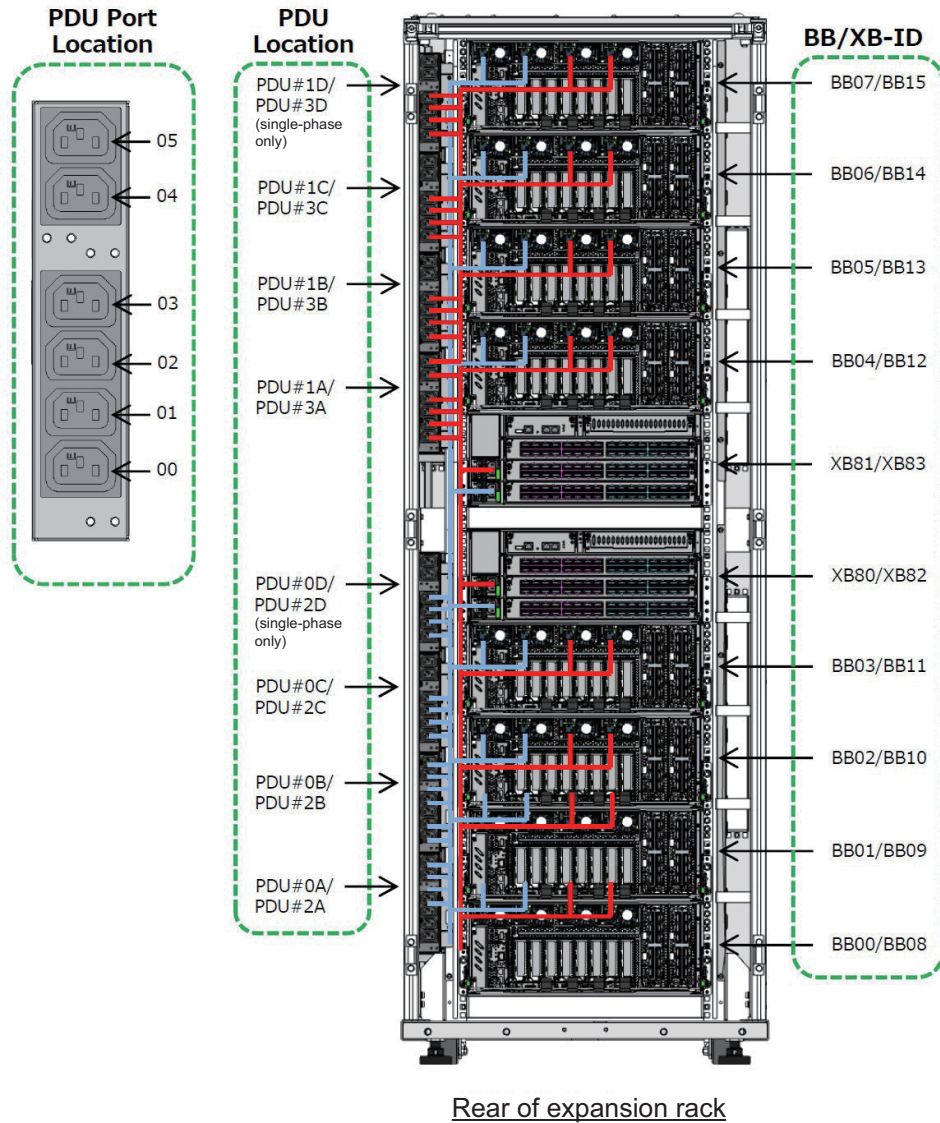 PDU Port
Location
05
04
03
02
01
00
PDU
Location
PDU#1D/
PDU#3D
(single-phase
only)
PDU#1C/
PDU#3C
PDU#1B/
PDU#3B
PDU#1A/
PDU#3A
PDU#0D/
PDU#2D
(single-phase
only)
PDU#0C/
PDU#2C
PDU#0B/
PDU#2B
PDU#0A/
PDU#2A
BB/XB-ID
BB07/BB15
BB06/BB14
BB05/BB13
BB04/BB12
XB81/XB83
XB80/XB82
BB03/BB11
BB02/BB10
BB01/BB09
BB00/BB08
Rear of expansion rack